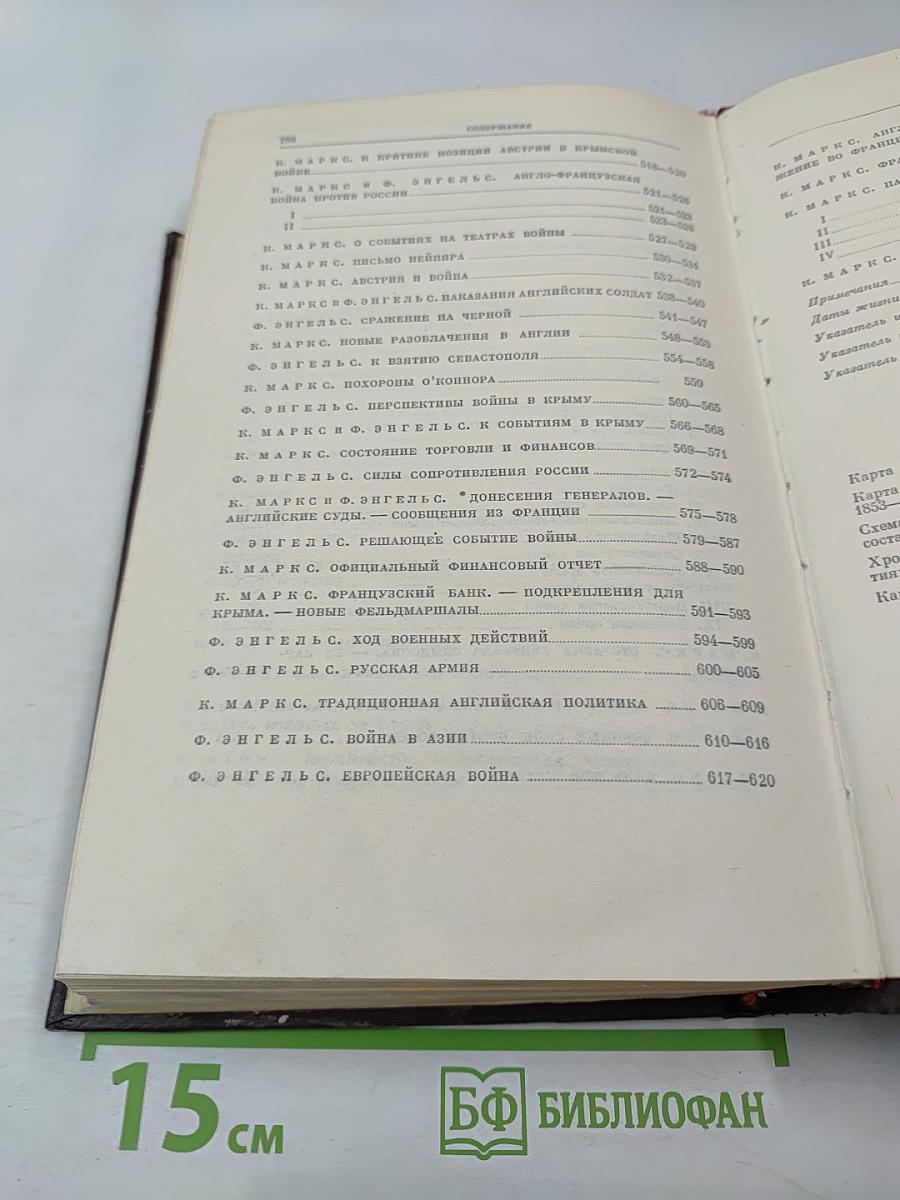 СОДЕРЖАНИЕ
К. МАРКС. К КРИТИКЕ ПОЗИЦИИ АВСТРИИ В КРЫМСКОЙ
ВОЙНЕ 518—520
К. МАРКС И Ф. ЭНГЕЛЬС. АНГЛО-ФРАНЦУЗСКАЯ
ВОЙНА ПРОТИВ РОССИИ 521—526
I 521—523
II 523—526
К. МАРКС. О СОБЫТИЯХ НА ТЕАТРАХ ВОЙНЫ 527—529
К. МАРКС. ПИСЬМО НЕЙПИРА 530—531
К. МАРКС. АВСТРИЯ И ВОЙНА 532—537
К. МАРКС И Ф. ЭНГЕЛЬС. НАКАЗАНИЯ АНГЛИЙСКИХ СОЛДАТ 538—540
Ф. ЭНГЕЛЬС. СРАЖЕНИЕ НА ЧЕРНОЙ 541—547
К. МАРКС. НОВЫЕ РАЗОБЛАЧЕНИЯ В АНГЛИИ 548—553
Ф. ЭНГЕЛЬС. К ВЗЯТИЮ СЕВАСТОПОЛЯ 554—558
К. МАРКС. ПОХОРОНЫ О'КОННОРА 559
Ф. ЭНГЕЛЬС. ПЕРСПЕКТИВЫ ВОЙНЫ В КРЫМУ 560—565
К. МАРКС И Ф. ЭНГЕЛЬС. К СОБЫТИЯМ В КРЫМУ 566—568
К. МАРКС. СОСТОЯНИЕ ТОРГОВЛИ И ФИНАНСОВ 569—571
Ф. ЭНГЕЛЬС. СИЛЫ СОПРОТИВЛЕНИЯ РОССИИ 572—574
К. МАРКС И Ф. ЭНГЕЛЬС. *ДОНЕСЕНИЯ ГЕНЕРАЛОВ. —
АНГЛИЙСКИЕ СУДЫ. — СООБЩЕНИЯ ИЗ ФРАНЦИИ 575—578
Ф. ЭНГЕЛЬС. РЕШАЮЩЕЕ СОБЫТИЕ ВОЙНЫ 579—587
К. МАРКС. ОФИЦИАЛЬНЫЙ ФИНАНСОВЫЙ ОТЧЕТ 588—590
К. МАРКС. ФРАНЦУЗСКИЙ БАНК. — ПОДКРЕПЛЕНИЯ ДЛЯ
КРЫМА. — НОВЫЕ ФЕЛЬДМАРШАЛЫ 591—593
Ф. ЭНГЕЛЬС. ХОД ВОЕННЫХ ДЕЙСТВИЙ 594—599
Ф. ЭНГЕЛЬС. РУССКАЯ АРМИЯ 600—605
К. МАРКС. ТРАДИЦИОННАЯ АНГЛИЙСКАЯ ПОЛИТИКА 606—609
Ф. ЭНГЕЛЬС. ВОЙНА В АЗИИ 610—616
Ф. ЭНГЕЛЬС. ЕВРОПЕЙСКАЯ ВОЙНА 617—620
К. МАРКС.
ЖЕНИЕ ВО ФРАНЦ
К. МАРКС. ФРА
К. МАРКС. ПА
I
II
III
IV
К. МАРКС.
Примечания
Даты жизни
Указатель
Указатель
Указатель
Карта
Карта
1853—
Схема
соста
Хро
тия
Ка
15 см
БФ БИБЛИОФАН